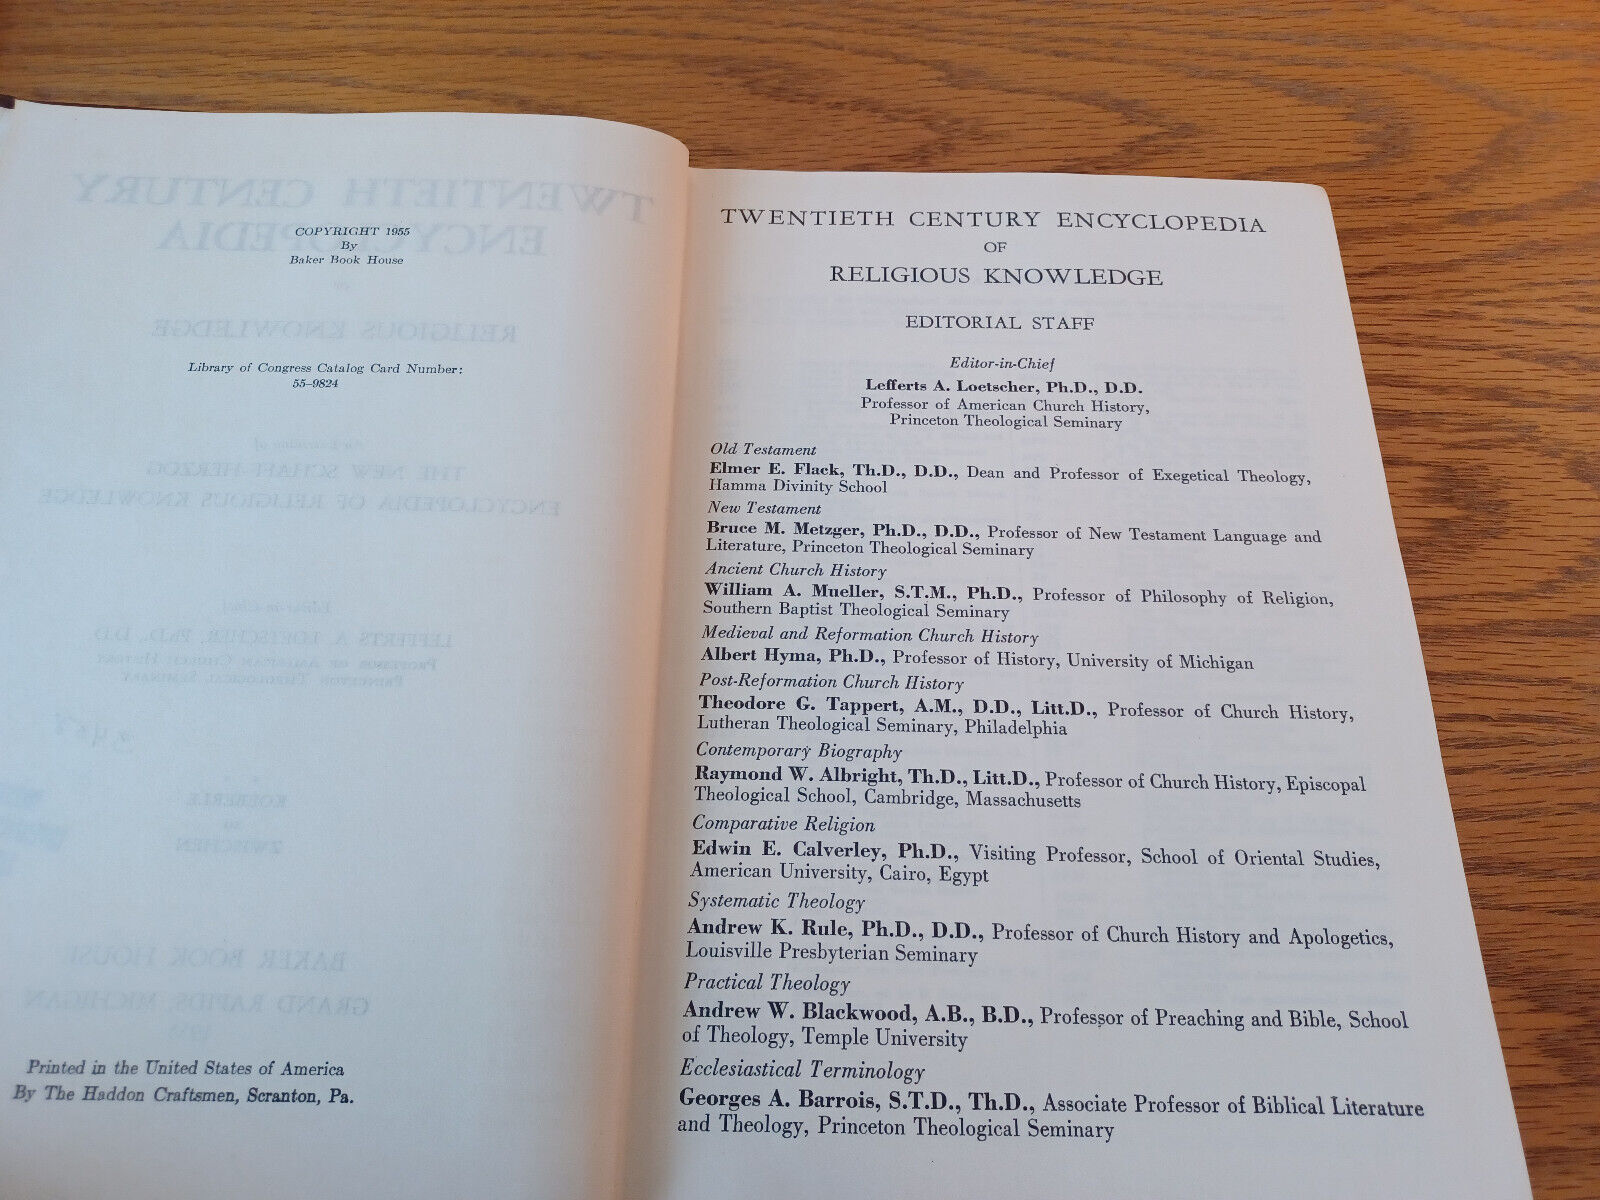 COPYRIGHT 1955
By
Baker Book House
Library of Congress Catalog Card Number:
55-9824
Printed in the United States of America
By The Haddon Craftsmen, Scranton, Pa.
TWENTIETH CENTURY ENCYCLOPEDIA
OF
RELIGIOUS KNOWLEDGE
EDITORIAL STAFF
Editor-in-Chief
Lefferts A. Loetscher, Ph.D., D.D.
Professor of American Church History,
Princeton Theological Seminary
Old Testament
Elmer E. Flack, Th.D., D.D., Dean and Professor of Exegetical Theology,
Hamma Divinity School
New Testament
Bruce M. Metzger, Ph.D., D.D., Professor of New Testament Language and
Literature, Princeton Theological Seminary
Ancient Church History
William A. Mueller, S.T.M., Ph.D., Professor of Philosophy of Religion,
Southern Baptist Theological Seminary
Medieval and Reformation Church History
Albert Hyma, Ph.D., Professor of History, University of Michigan
Post-Reformation Church History
Theodore G. Tappert, A.M., D.D., Litt.D., Professor of Church History,
Lutheran Theological Seminary, Philadelphia
Contemporary Biography
Raymond W. Albright, Th.D., Litt.D., Professor of Church History, Episcopal
Theological School, Cambridge, Massachusetts
Comparative Religion
Edwin E. Calverley, Ph.D., Visiting Professor, School of Oriental Studies,
American University, Cairo, Egypt
Systematic Theology
Andrew K. Rule, Ph.D., D.D., Professor of Church History and Apologetics,
Louisville Presbyterian Seminary
Practical Theology
Andrew W. Blackwood, A.B., B.D., Professor of Preaching and Bible, School
of Theology, Temple University
Ecclesiastical Terminology
Georges A. Barrois, S.T.D., Th.D., Associate Professor of Biblical Literature
and Theology, Princeton Theological Seminary